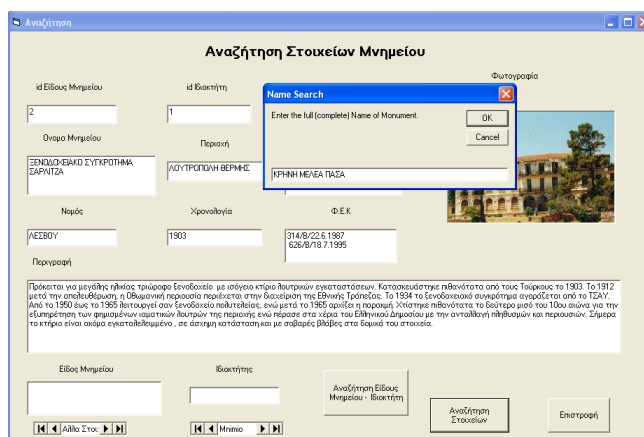 Αναζήτηση
Αναζήτηση Στοιχείων Μνημείου
id Είδους Μνημείου
id Ιδιοκτήτη
Φωτογραφία
2
1
Name Search
Enter the full (complete) Name of Monument.
OK
Cancel
ΚΡΗΝΗ ΜΕΛΕΑ ΠΑΣΑ
Ονομα Μνημείου
Περιοχή
ΞΕΝΟΔΟΧΕΙΑΚΟ ΣΥΓΚΡΟΤΗΜΑ
ΣΑΡΛΙΤΖΑ
ΛΟΥΤΡΟΠΟΛΗ ΘΕΡΜΗΣ
Νομός
Χρονολογία
Φ.Ε.Κ
ΛΕΣΒΟΥ
1903
314/Β/22.6.1987
626/Β/18.7.1995
Περιγραφή
Πρόκειται για μεγάλης ηλικίας τριώροφο ξενοδοχείο με ισόγειο κτίριο λουτρικών εγκαταστάσεων. Κατασκευάστηκε πιθανότατα από τους Τούρκους το 1903. Το 1912
μετά την απελευθέρωση, η Οθωμανική περιουσία περιέχεται στην διαχείριση της Εθνικής Τράπεζας. Το 1934 το ξενοδοχειακό συγκρότημα αγοράζεται από το ΤΣΑΥ.
Από το 1950 έως το 1965 λειτουργεί σαν ξενοδοχείο πολυτελείας, ενώ μετά το 1965 αρχίζει η παρακμή. Χτίστηκε πιθανότατα το δεύτερο μισό του 10ου αιώνα για την
εξυπηρέτηση των φημισμένων ιαματικών λουτρών της περιοχής ενώ πέρασε στα χέρια του Ελληνικού Δημοσίου με την ανταλλαγή πληθυσμών και περιουσιών. Σήμερα
το κτήριο είναι ακόμα εγκαταλελειμμένο , σε άσχημη κατάσταση και με σοβαρές βλάβες στα δομικά του στοιχεία.
Είδος Μνημείου
Ιδιοκτήτης
Αναζήτηση Είδους
Μνημείου - Ιδιοκτήτη
Αναζήτηση
Στοιχείων
Επιστροφή
Αλλα Στοι:
Mnimio